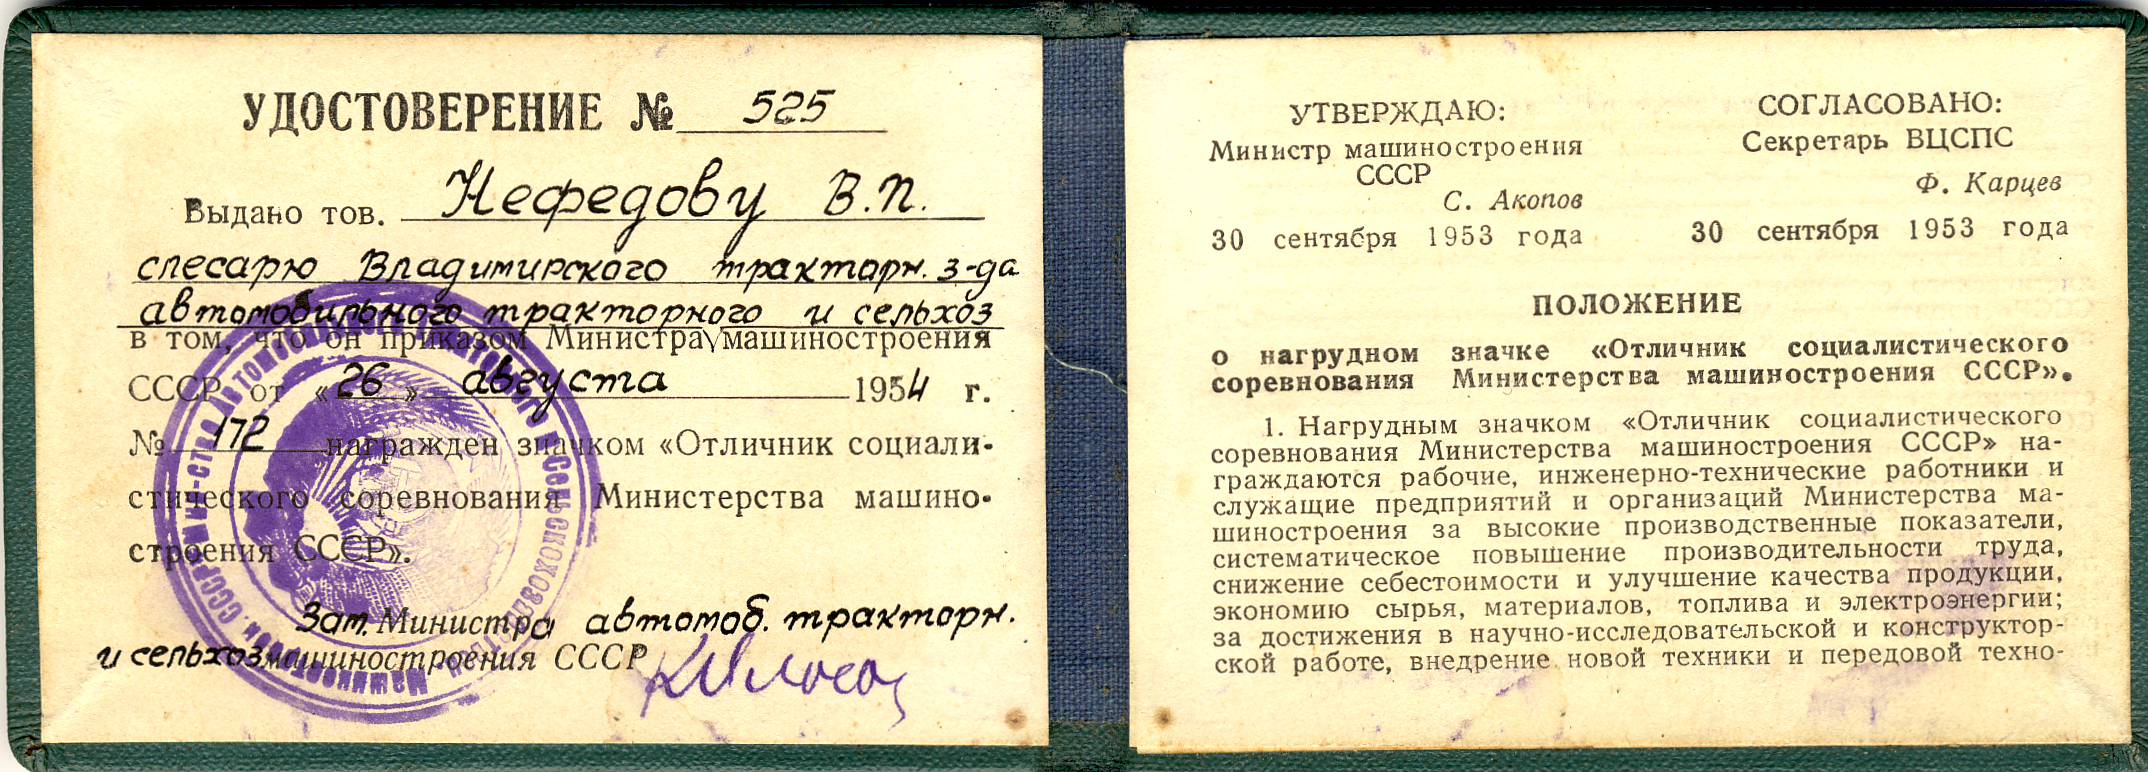 УДОСТОВЕРЕНИЕ № 525
Выдано тов. Нефедову В.П.
слесарю Владимирского тракторн. з-да
автомобильного тракторного и сельхоз
в том, что он приказом Министра машиностроения
СССР от «26» августа 1954 г.
№ 172 награжден значком «Отличник социали-
стического соревнования Министерства машино-
строения СССР».
Зам. Министра автомоб. тракторн.
и сельхозмашиностроения СССР
УТВЕРЖДАЮ:
Министр машиностроения
СССР
С. Акопов
30 сентября 1953 года
СОГЛАСОВАНО:
Секретарь ВЦСПС
Ф. Карцев
30 сентября 1953 года
ПОЛОЖЕНИЕ
о нагрудном значке «Отличник социалистического
соревнования Министерства машиностроения СССР».
1. Нагрудным значком «Отличник социалистического
соревнования Министерства машиностроения СССР» на-
граждаются рабочие, инженерно-технические работники и
служащие предприятий и организаций Министерства ма-
шиностроения за высокие производственные показатели,
систематическое повышение производительности труда,
снижение себестоимости и улучшение качества продукции,
экономию сырья, материалов, топлива и электроэнергии;
за достижения в научно-исследовательской и конструктор-
ской работе, внедрение новой техники и передовой техно-